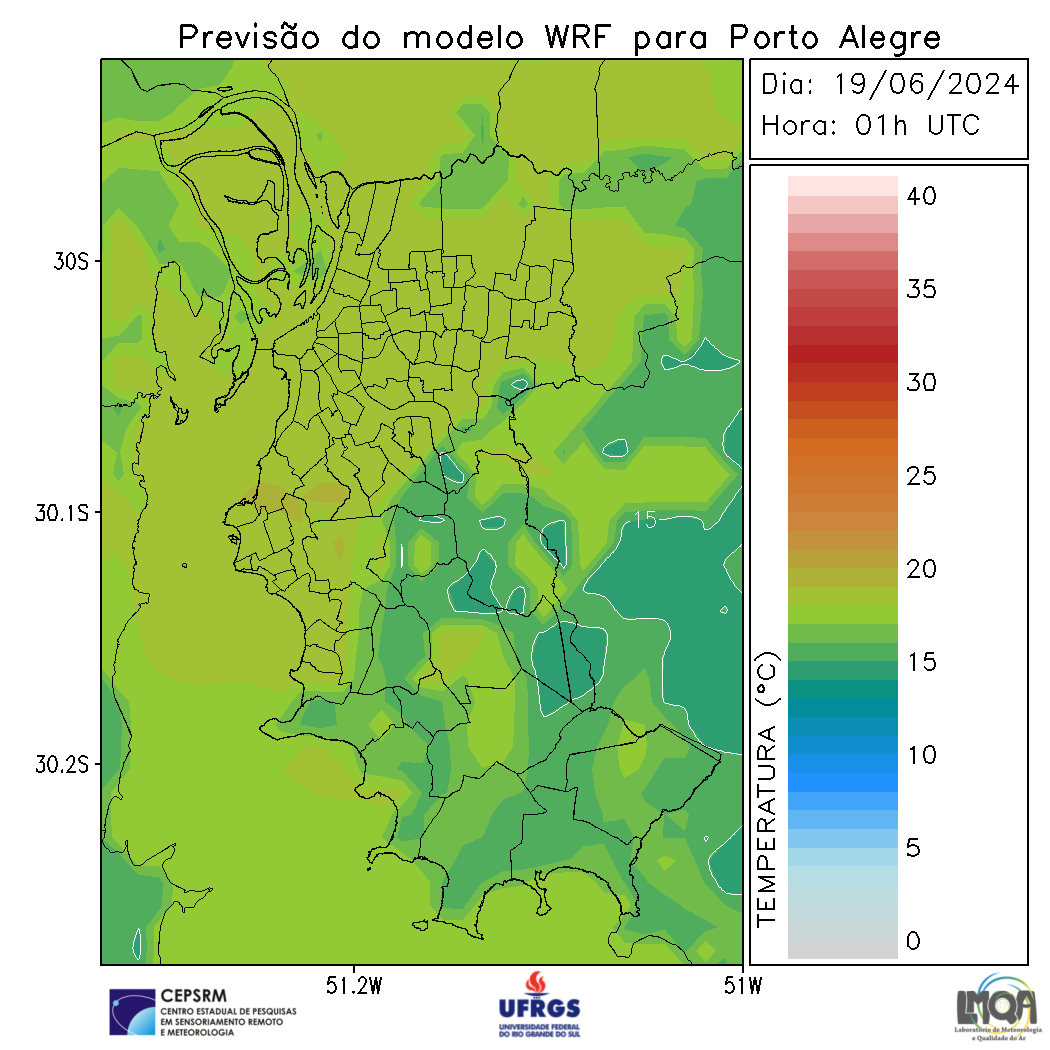 Previsão do modelo WRF para Porto Alegre
Dia: 19/06/2024
Hora: 01h UTC
30S
30.1S
30.2S
51.2W
51W
15
TEMPERATURA (°C)
40
35
30
25
20
15
10
5
0
CEPSRM
CENTRO ESTADUAL DE PESQUISAS
EM SENSORIAMENTO REMOTO
E METEOROLOGIA
UFRGS
UNIVERSIDADE FEDERAL
DO RIO GRANDE DO SUL
LMQA
Laboratório de Meteorologia
e Qualidade do Ar